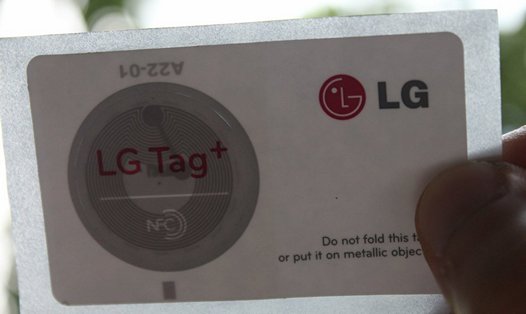 A22-01
LG
LG Tag+
NFC
Do not fold this
or put it on metallic